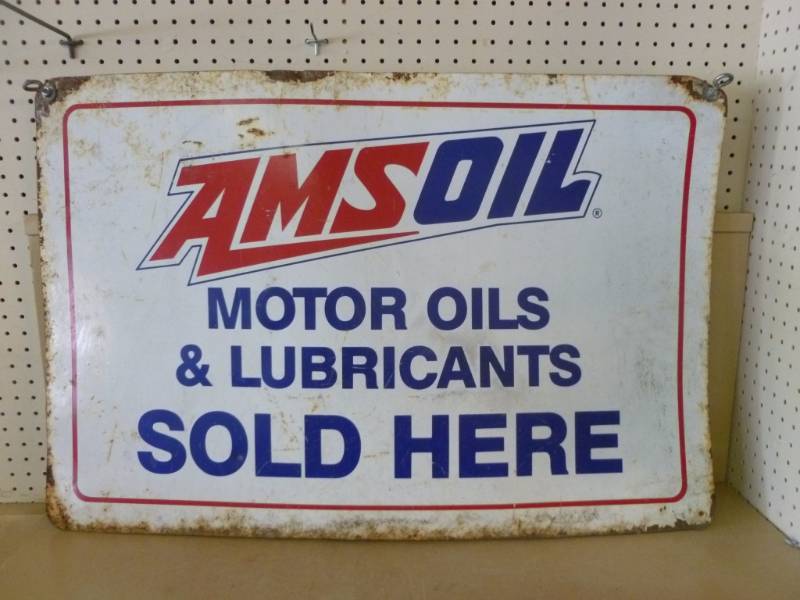 AMSOIL®
MOTOR OILS
& LUBRICANTS
SOLD HERE